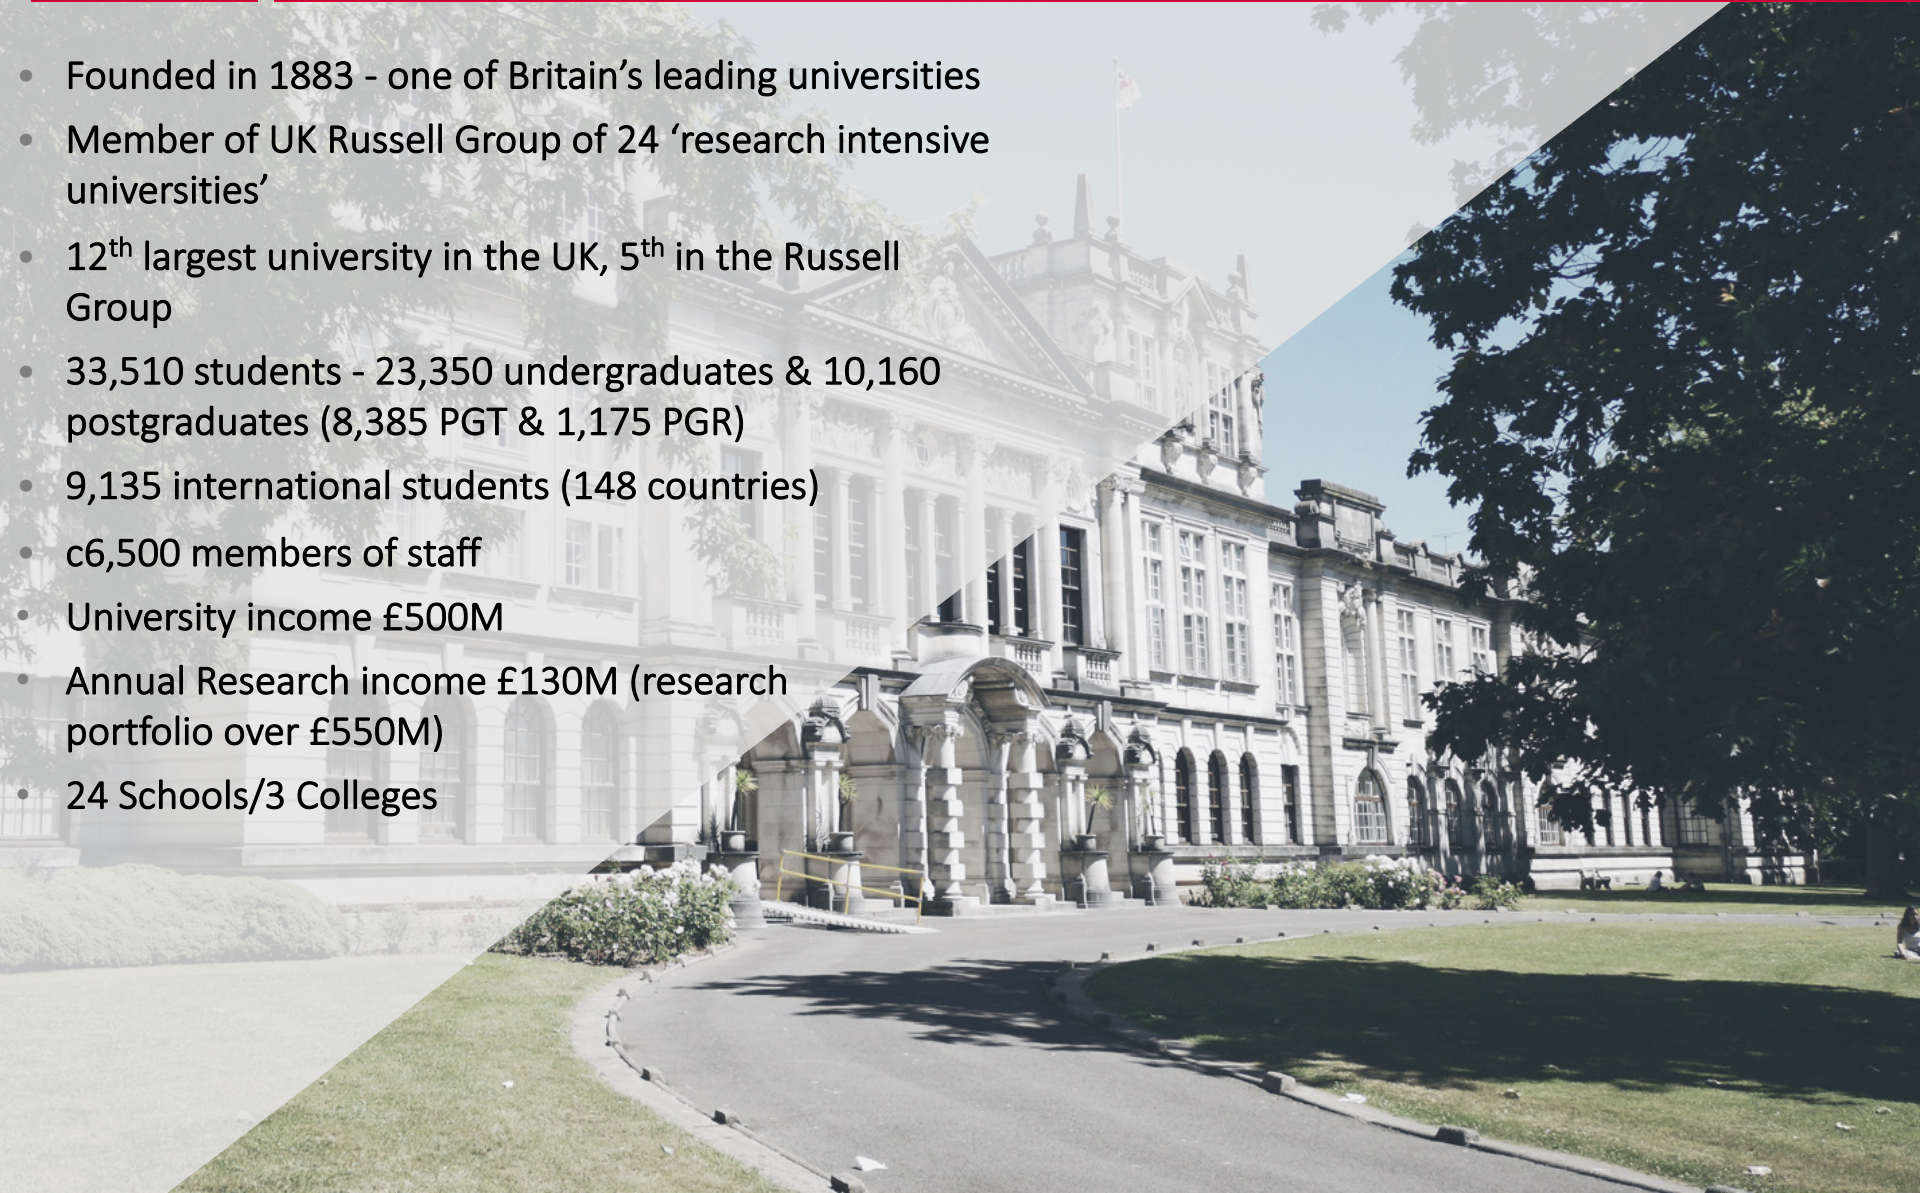 Founded in 1883 - one of Britain’s leading universities
Member of UK Russell Group of 24 ‘research intensive
universities’
12th largest university in the UK, 5th in the Russell
Group
33,510 students - 23,350 undergraduates & 10,160
postgraduates (8,385 PGT & 1,175 PGR)
9,135 international students (148 countries)
c6,500 members of staff
University income £500M
Annual Research income £130M (research
portfolio over £550M)
24 Schools/3 Colleges